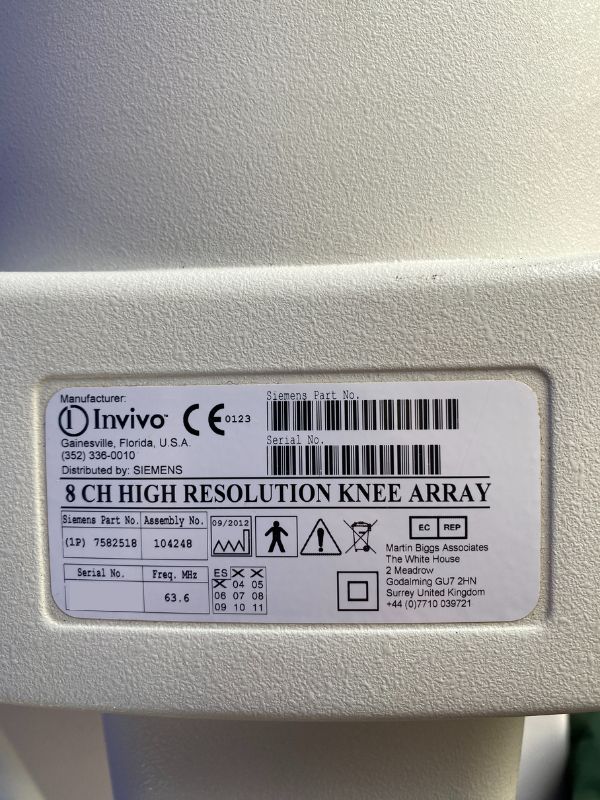 Manufacturer:
Invivo™ CE 0123
Gainesville, Florida, U.S.A.
(352) 336-0010
Distributed by: SIEMENS
Siemens Part No.
Serial No.
8 CH HIGH RESOLUTION KNEE ARRAY
Siemens Part No. Assembly No.
(1P) 7582518 104248
09/2012
Serial No. Freq. MHz
63.6
ES
04 05
06 07 08
09 10 11
EC REP
Martin Biggs Associates
The White House
2 Meadrow
Godalming GU7 2HN
Surrey United Kingdom
+44 (0)7710 039721